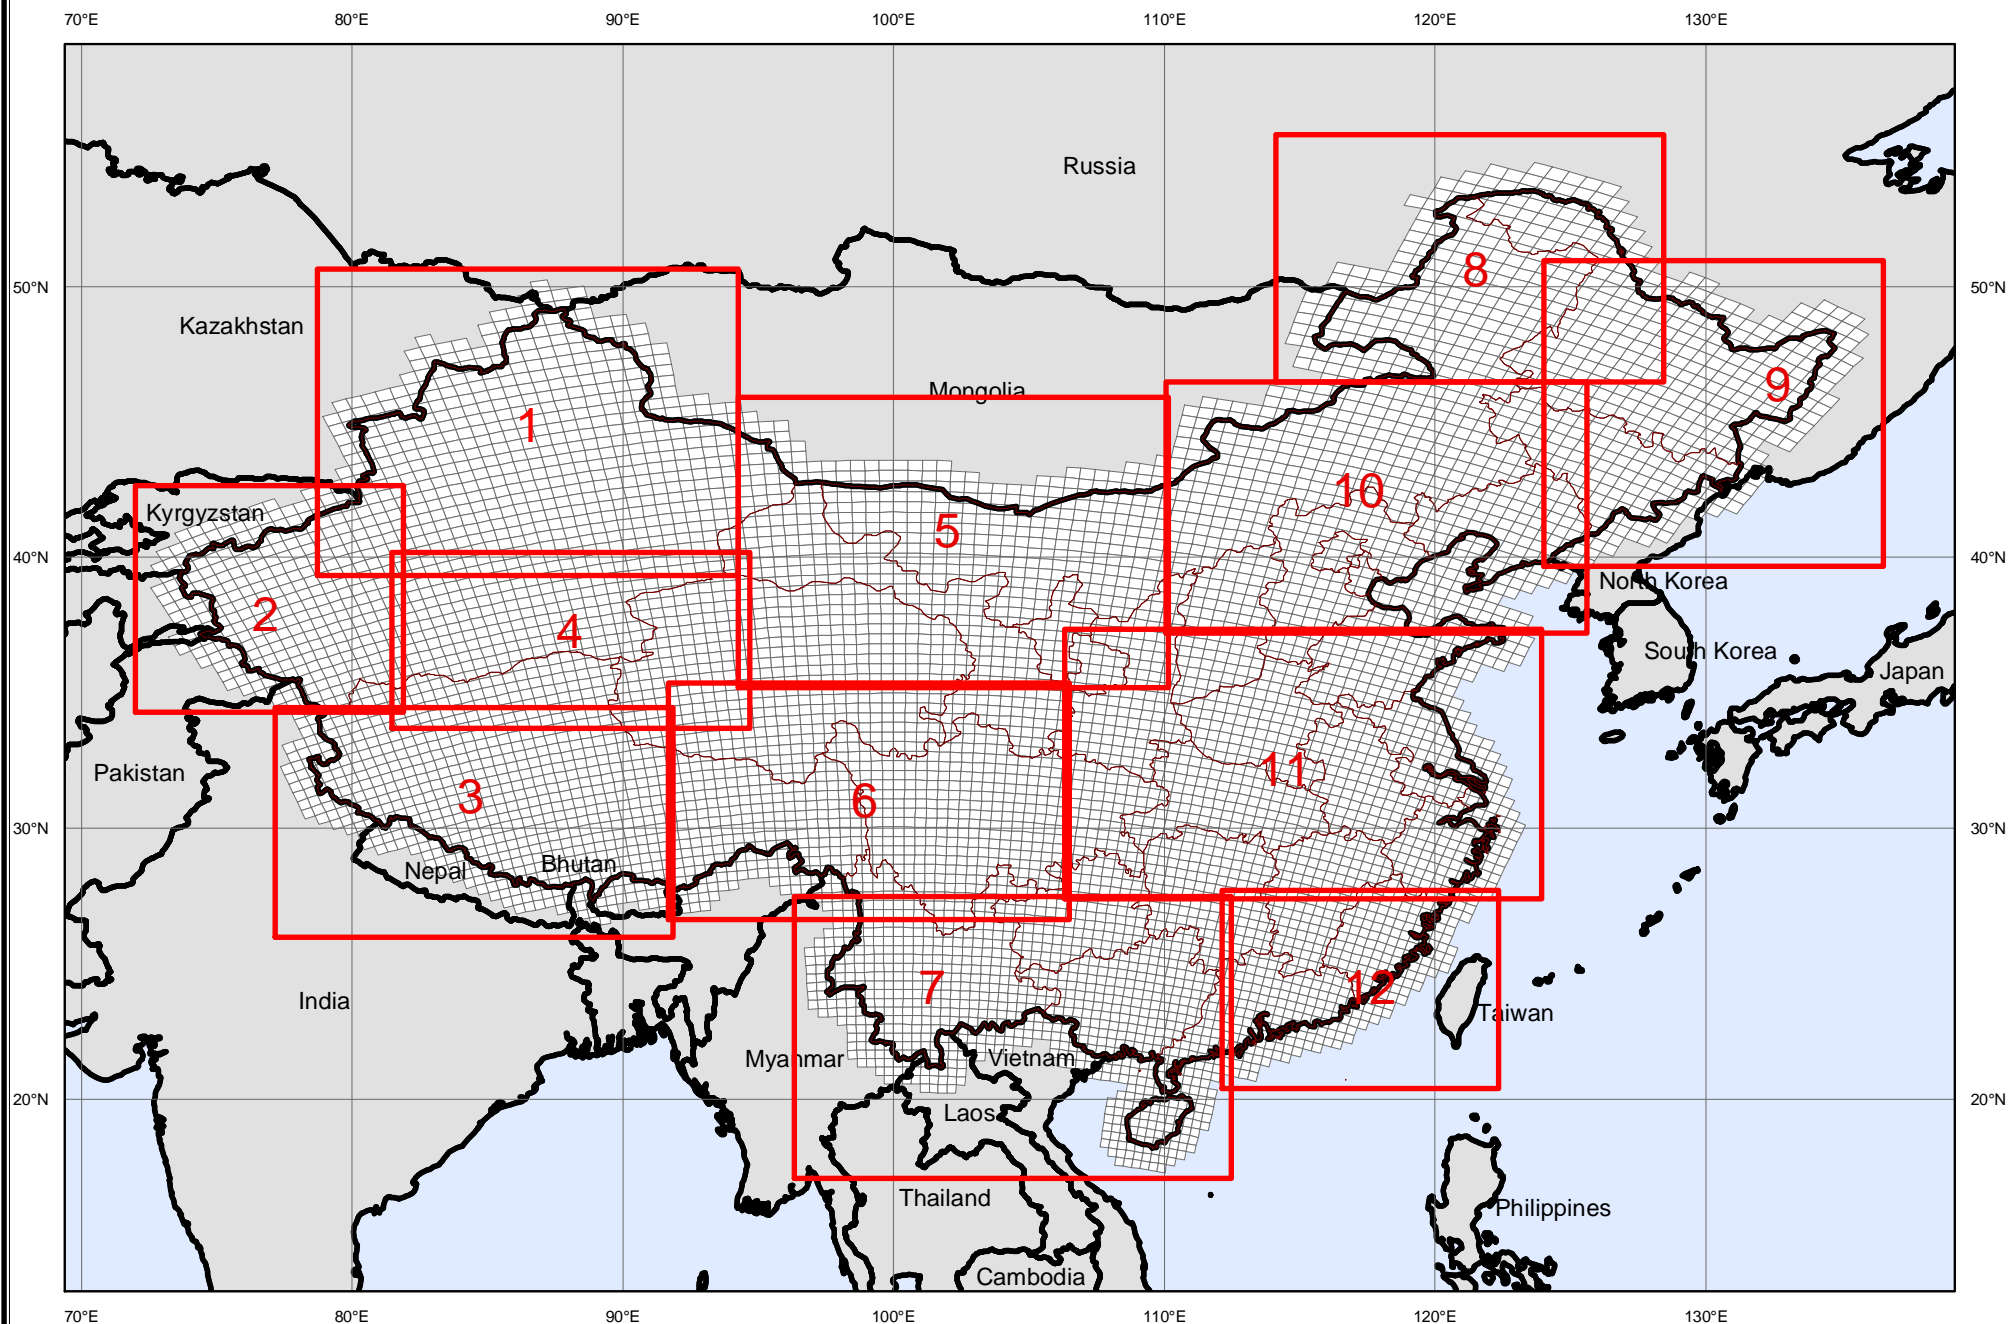 70°E 80°E 90°E 100°E 110°E 120°E 130°E
Russia
8
50°N 50°N
Kazakhstan
9
Mongolia
1
10
Kyrgyzstan
5
40°N 40°N
North Korea
2
4
South Korea
Japan
Pakistan
11
3
6
30°N 30°N
Bhutan
Nepal
7
12
India
Taiwan
Myanmar
Vietnam
20°N 20°N
Laos
Thailand
Philippines
Cambodia
70°E 80°E 90°E 100°E 110°E 120°E 130°E